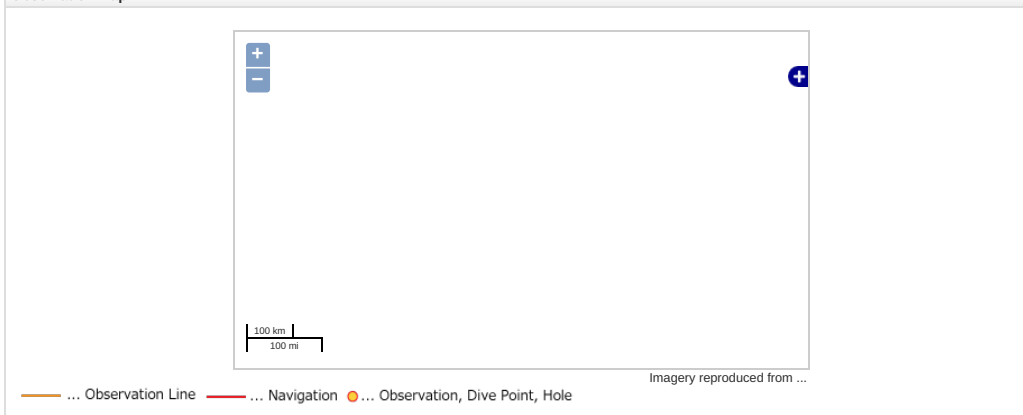 +
−
+
100 km
100 mi
Imagery reproduced from ...
... Observation Line ... Navigation ... Observation, Dive Point, Hole